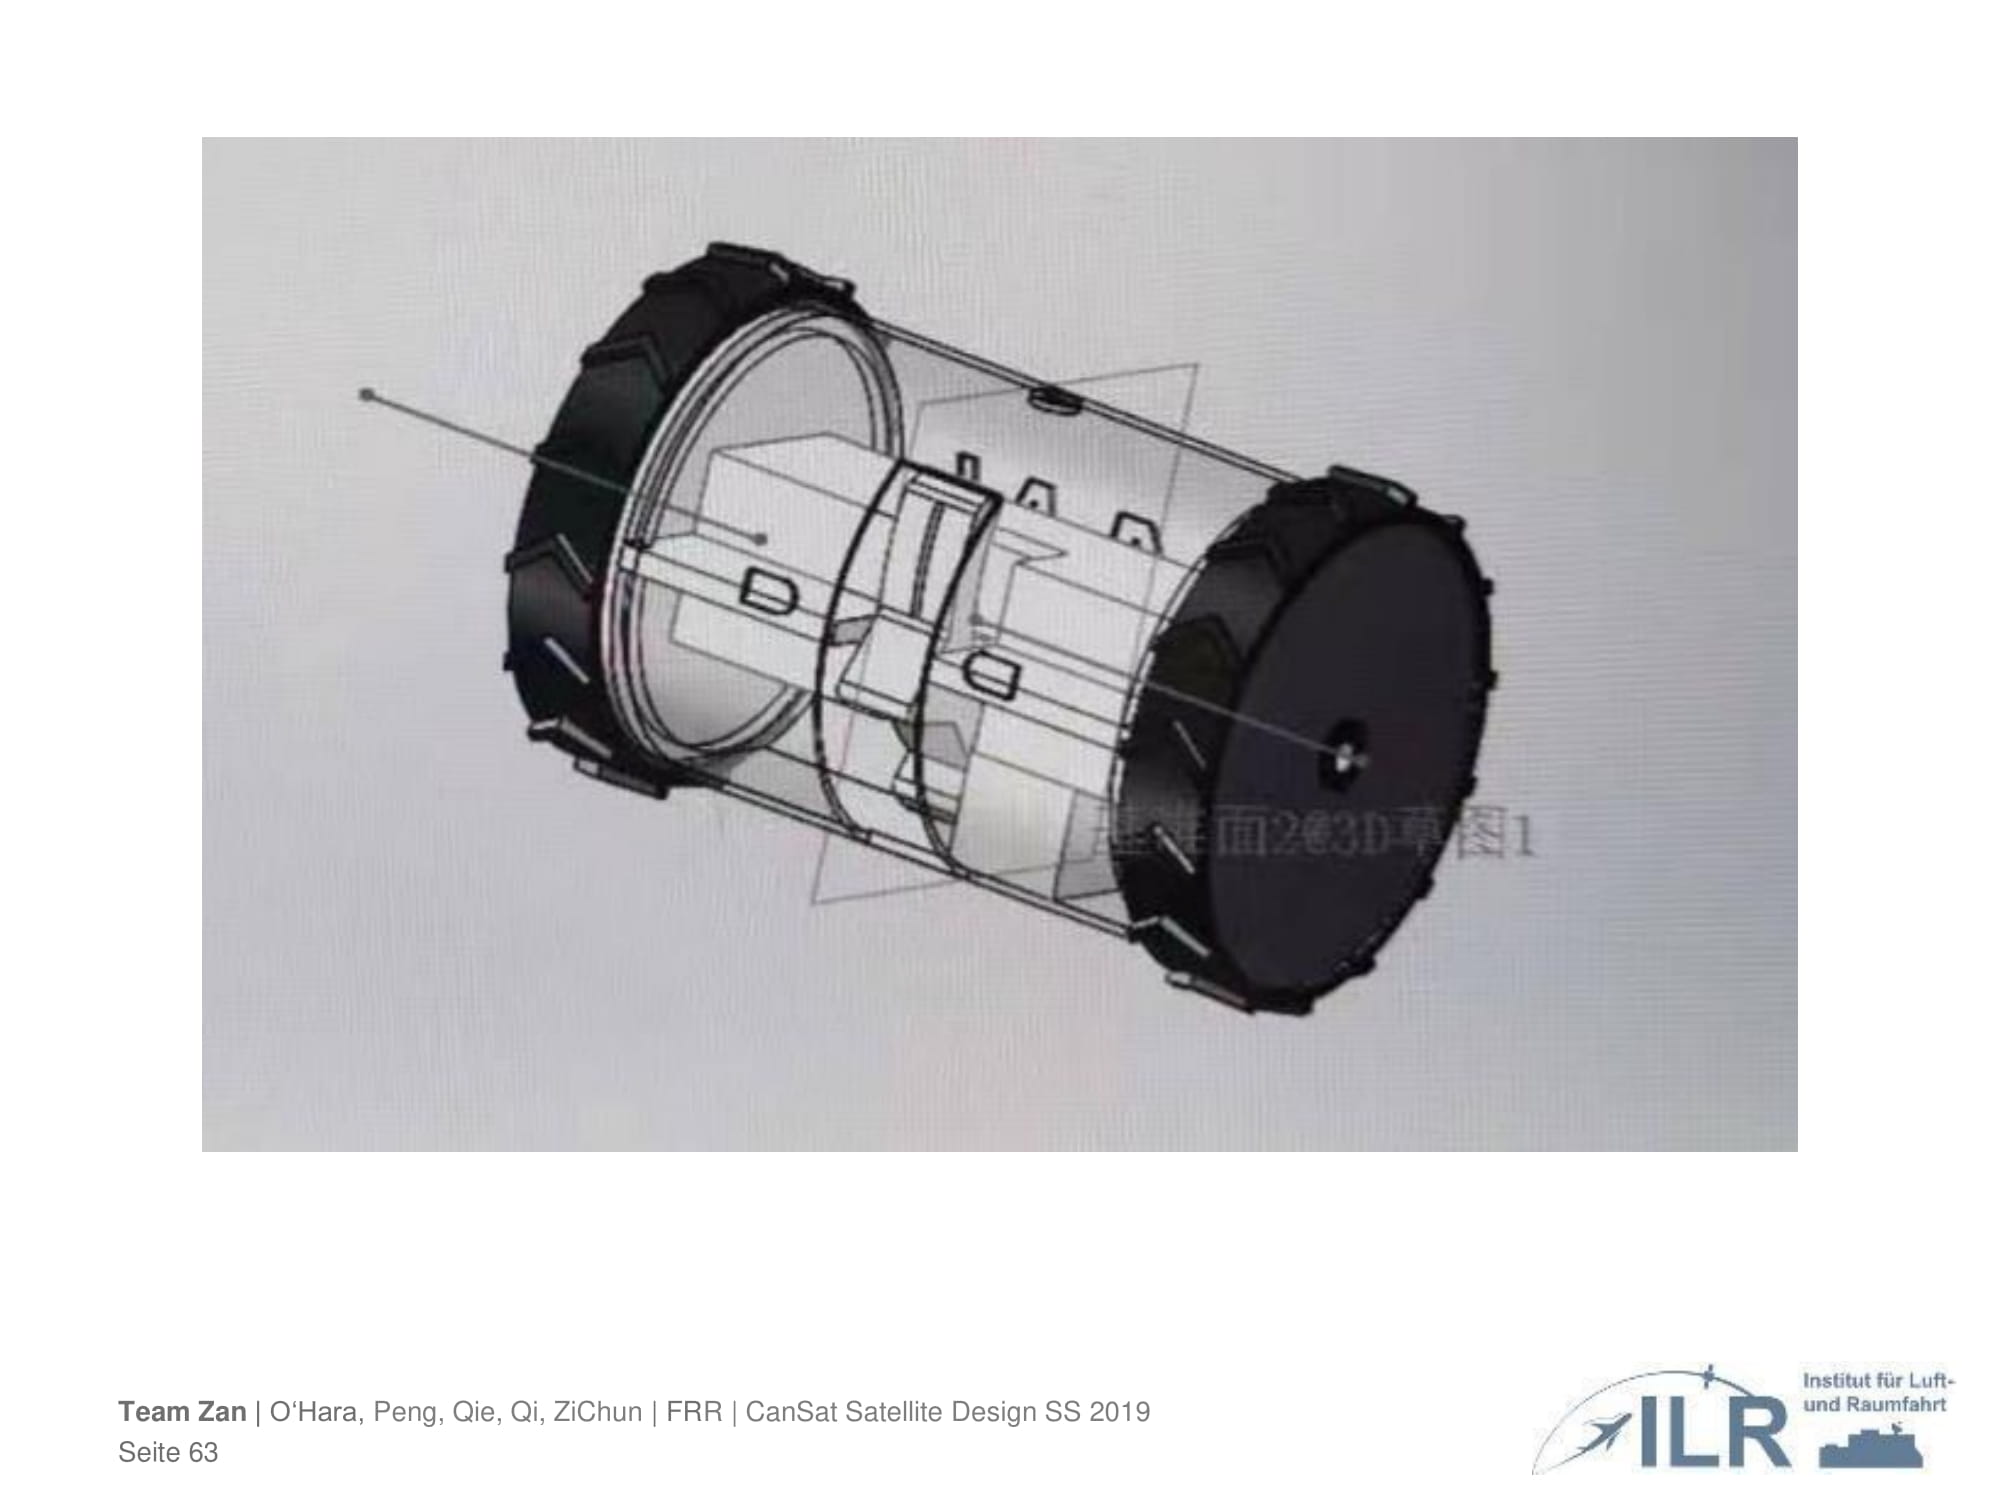 面2@3D草图1
Team Zan | O‘Hara, Peng, Qie, Qi, ZiChun | FRR | CanSat Satellite Design SS 2019
Seite 63
ILR
Institut für Luft-
und Raumfahrt